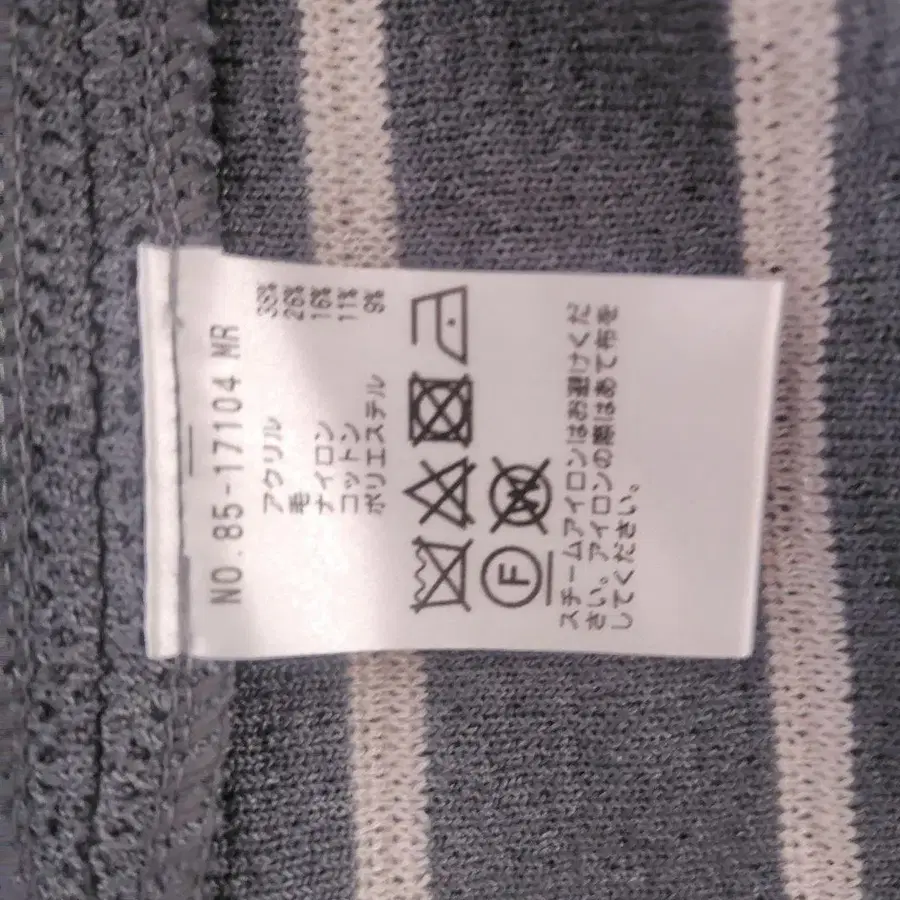 NO.85-17104 MR
アクリル 38%
毛 26%
ナイロン 16%
コットン 11%
ポリエステル 9%
F W
スチームアイロンはお避けくだ
さい。アイロンの際はあて布を
してください。